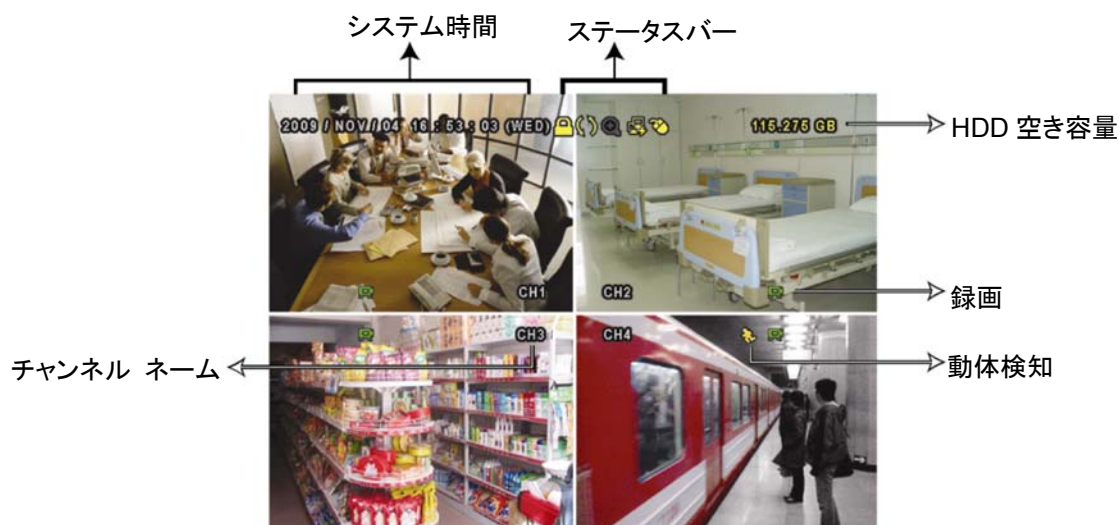 システム時間
ステータスバー
2009 / NOV / 04 16 : 53 : 03 (WED)
115.275 GB
HDD 空き容量
CH1
CH2
録画
CH3
CH4
チャンネル ネーム
動体検知